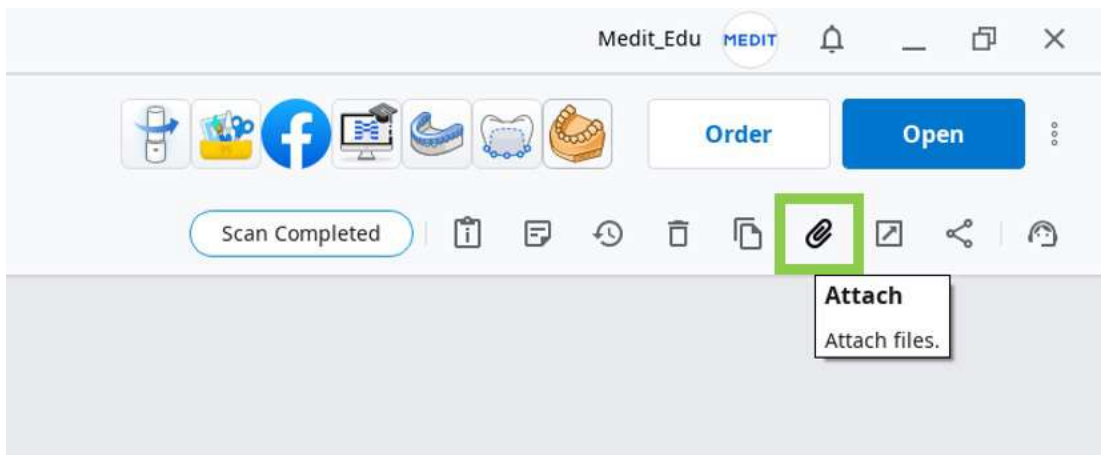 Medit_Edu MEDIT
Order Open
Scan Completed
Attach
Attach files.